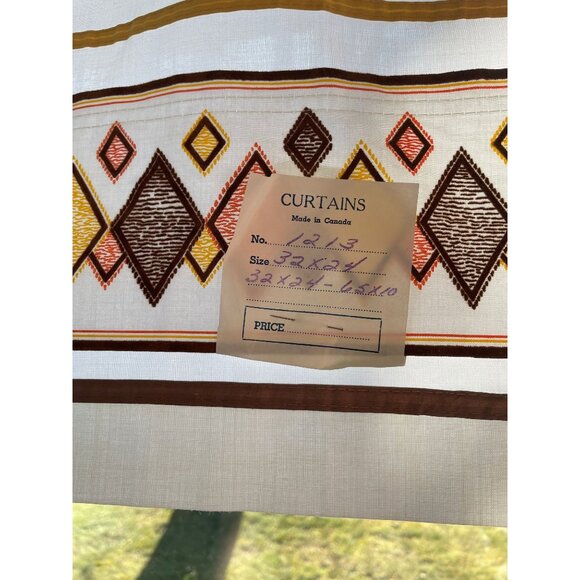 CURTAINS
Made in Canada
No. 1213
Size 32X24
32X24-65X10
PRICE